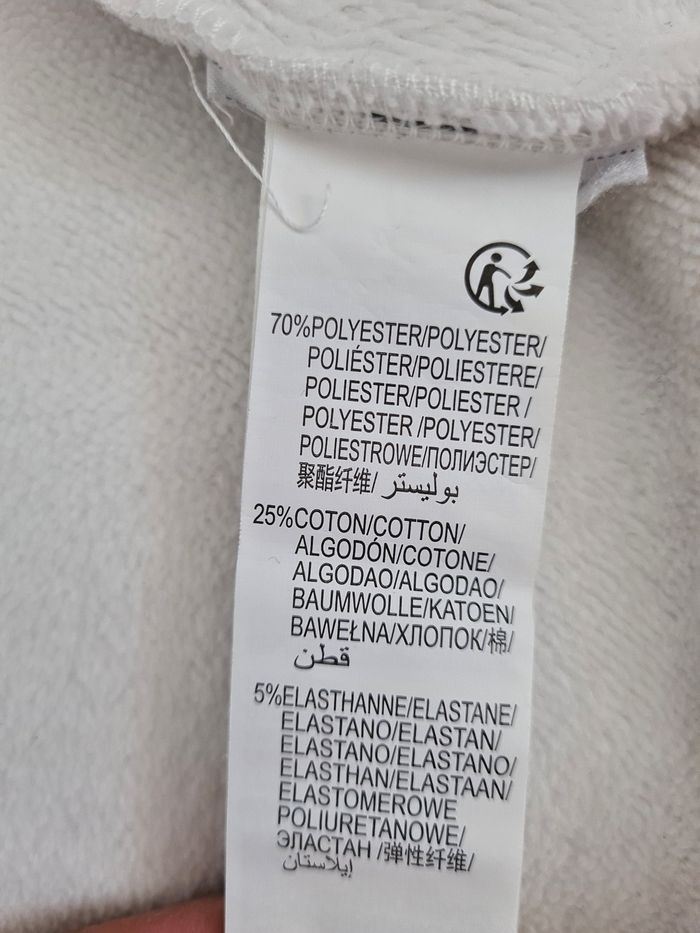 70%POLYESTER/POLYESTER/
POLIÉSTER/POLIESTERE/
POLIESTER/POLIESTER /
POLYESTER /POLYESTER/
POLIESTROWE/ПОЛИЭСТЕР/
聚酯纤维/ بوليستر
25%COTON/COTTON/
ALGODÓN/COTONE/
ALGODAO/ALGODAO/
BAUMWOLLE/KATOEN/
BAWEŁNA/ХЛОПОК/棉/
قطن
5%ELASTHANNE/ELASTANE/
ELASTANO/ELASTAN/
ELASTANO/ELASTANO/
ELASTHAN/ELASTAAN/
ELASTOMEROWE
POLIURETANOWE/
ЭЛАСТАН /弹性纤维/
إيلاستان